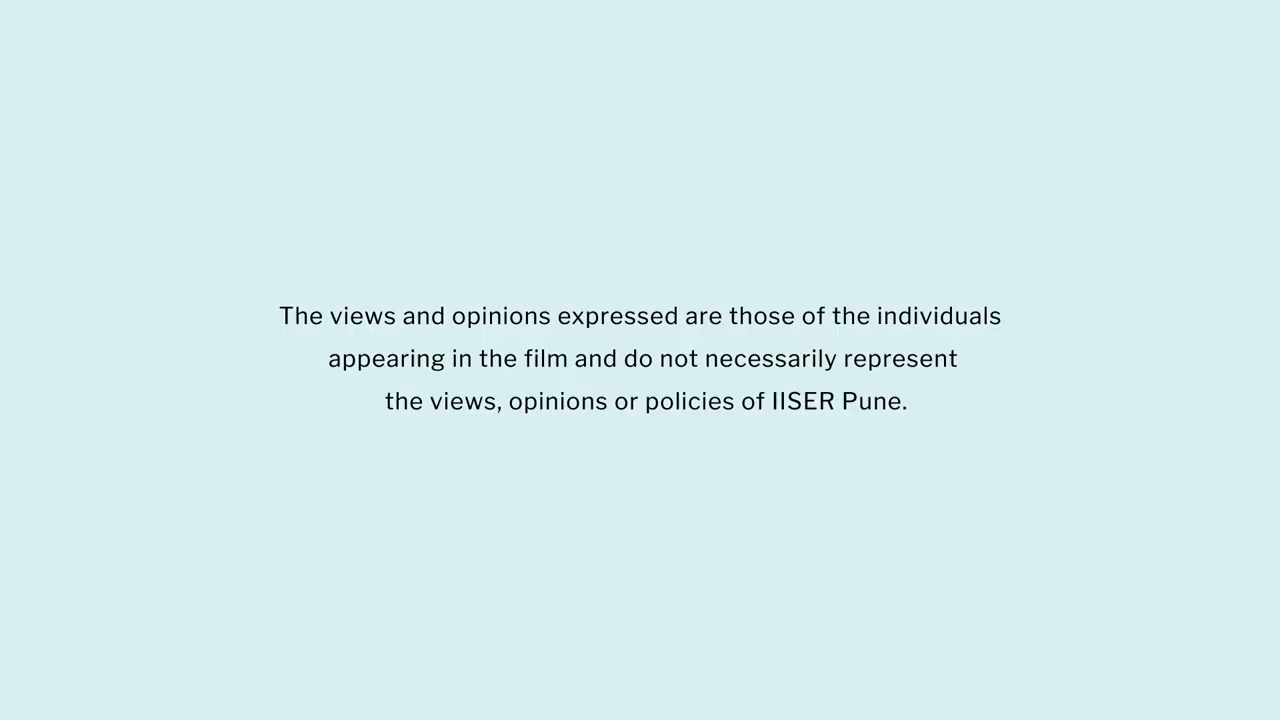 The views and opinions expressed are those of the individuals
appearing in the film and do not necessarily represent
the views, opinions or policies of IISER Pune.